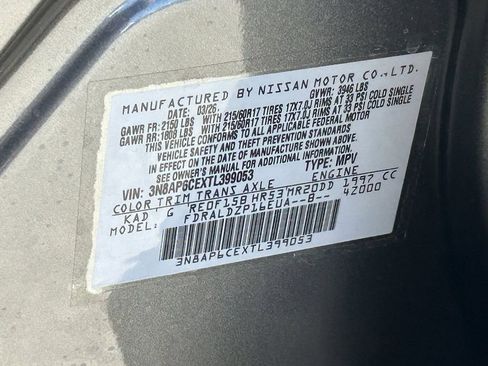 MANUFACTURED BY NISSAN MOTOR CO., LTD.
DATE: 03/26 GVWR: 3946 LBS
GAWR FR: 2150 LBS WITH 215/60R17 TIRES 17X7.0J RIMS AT 33 PSI COLD SINGLE
GAWR RR: 1808 LBS WITH 215/60R17 TIRES 17X7.0J RIMS AT 33 PSI COLD SINGLE
THIS VEHICLE CONFORMS TO ALL APPLICABLE FEDERAL MOTOR
VEHICLE SAFETY AND
STANDARDS IN EFFECT ON THE DATE OF MANUFACTURE SHOWN ABOVE.
SEE OWNER'S MANUAL FOR ADDITIONAL INFORMATION
VIN: 3N8AP6CEXTL399053 TYPE: MPV
COLOR TRIM TRANS AXLE ENGINE
KAD G RE0F15B HR53 MR20DD 1997 CC
MODEL: FDRALDZP16EUA--B-- 42000
3N8AP6CEXTL399053